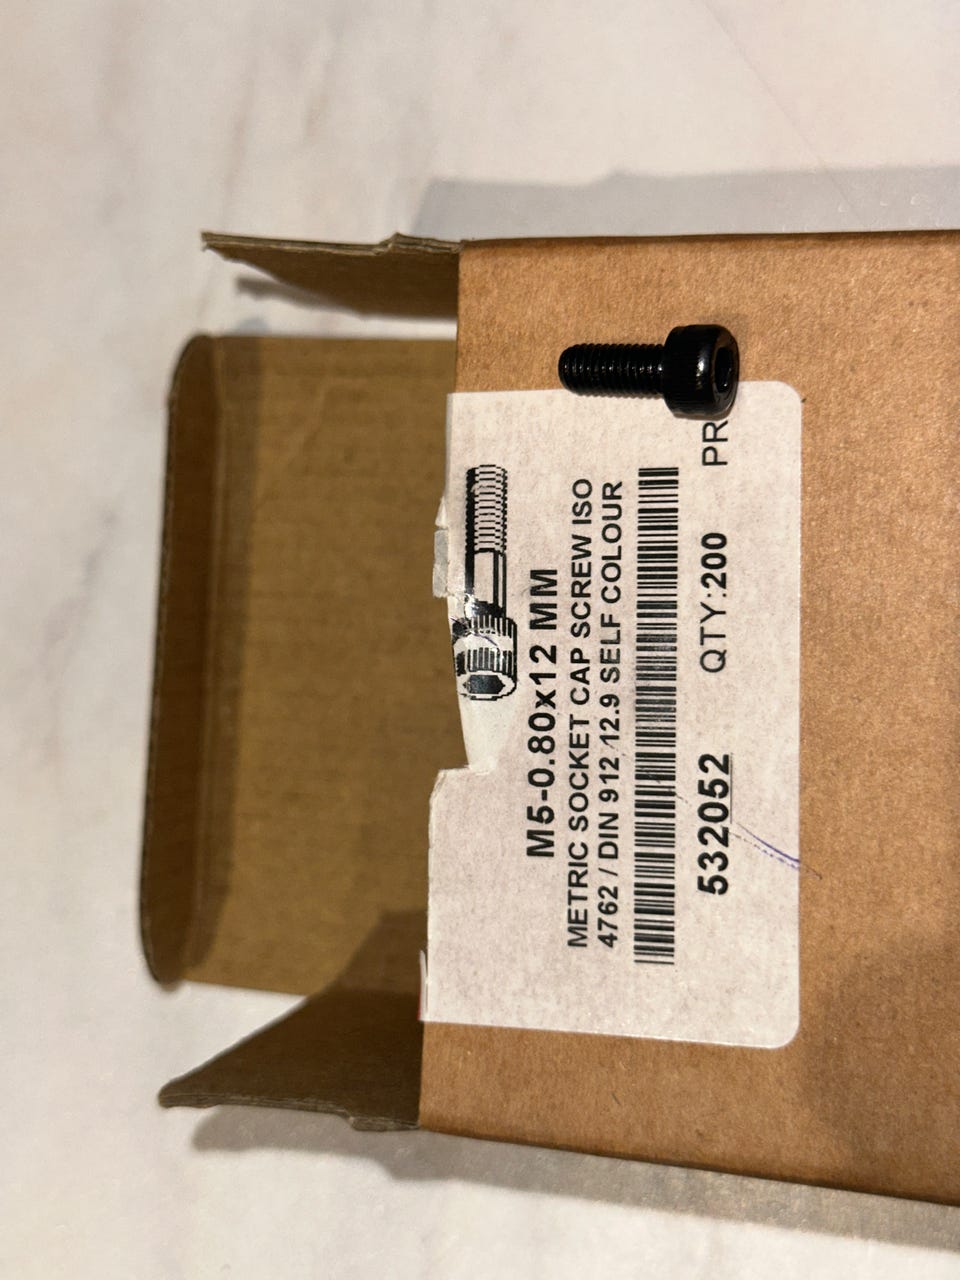 M5-0.80x12 MM
METRIC SOCKET CAP SCREW ISO
4762 / DIN 912 12.9 SELF COLOUR
532052 QTY:200 PR